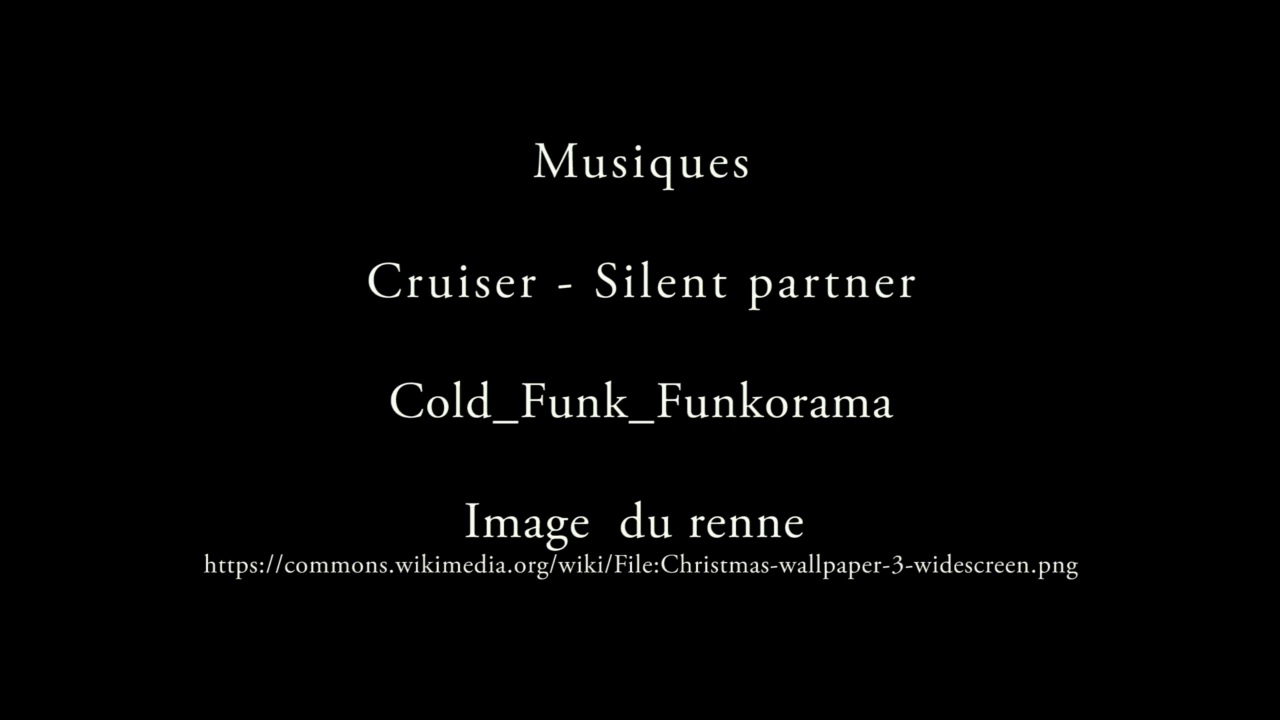 Musiques
Cruiser - Silent partner
Cold_Funk_Funkorama
Image  du renne
https://commons.wikimedia.org/wiki/File:Christmas-wallpaper-3-widescreen.png